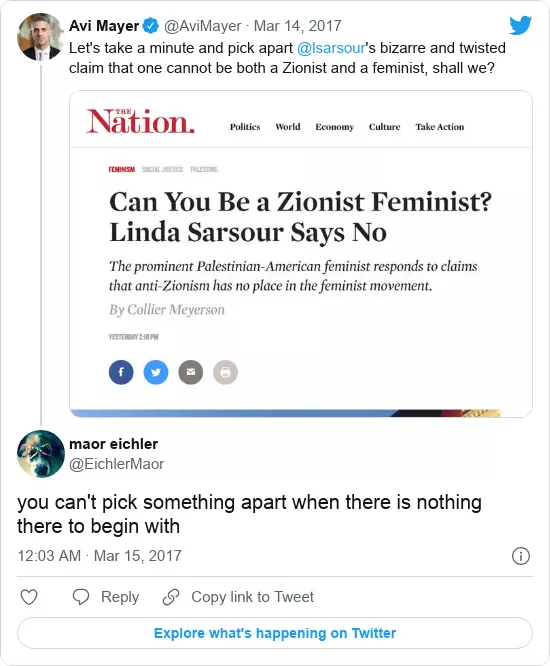 Avi Mayer @AviMayer · Mar 14, 2017
Let's take a minute and pick apart @lsarsour's bizarre and twisted
claim that one cannot be both a Zionist and a feminist, shall we?
THE
Nation.
Politics World Economy Culture Take Action
FEMINISM SOCIAL JUSTICE PALESTINE
Can You Be a Zionist Feminist?
Linda Sarsour Says No
The prominent Palestinian-American feminist responds to claims
that anti-Zionism has no place in the feminist movement.
By Collier Meyerson
YESTERDAY 2:10 PM
f
maor eichler
@EichlerMaor
you can't pick something apart when there is nothing
there to begin with
12:03 AM · Mar 15, 2017
Reply Copy link to Tweet
Explore what's happening on Twitter